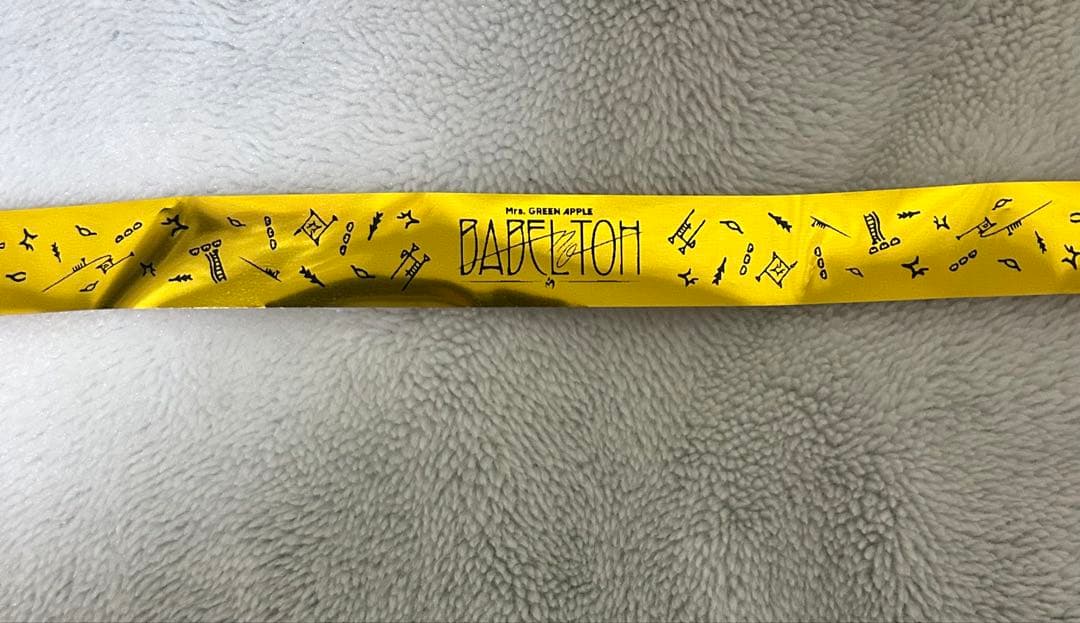 Mrs. GREEN APPLE
BABEL no TOH